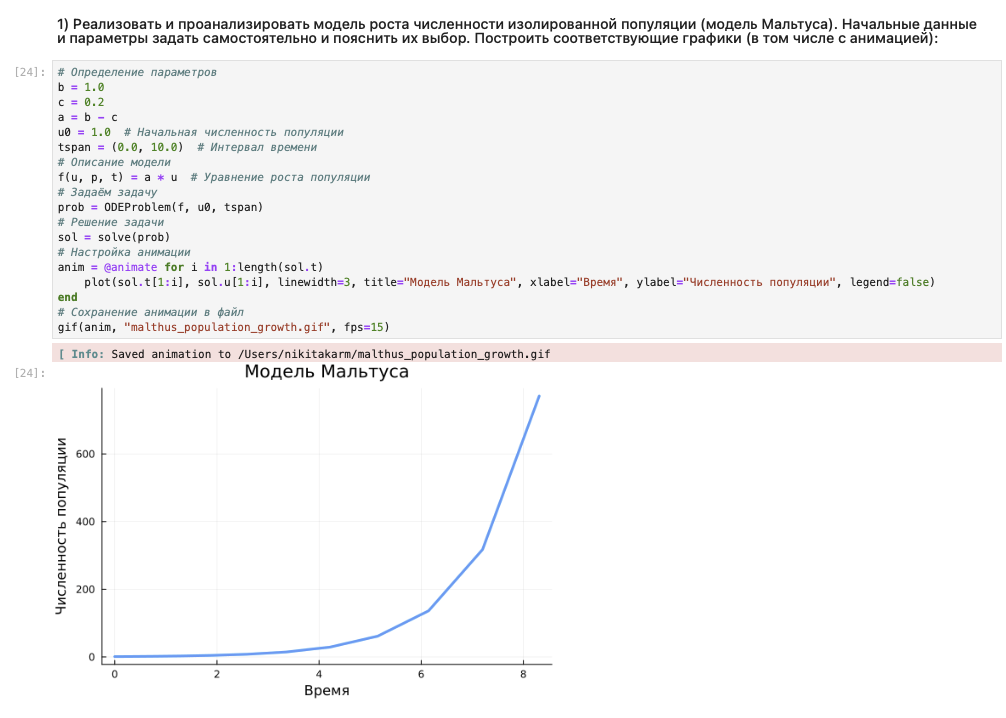 1) Реализовать и проанализировать модель роста численности изолированной популяции (модель Мальтуса). Начальные данные
и параметры задать самостоятельно и пояснить их выбор. Построить соответствующие графики (в том числе с анимацией):
[24]:
# Определение параметров
b = 1.0
c = 0.2
a = b - c
u0 = 1.0  # Начальная численность популяции
tspan = (0.0, 10.0)  # Интервал времени
# Описание модели
f(u, p, t) = a * u  # Уравнение роста популяции
# Задаём задачу
prob = ODEProblem(f, u0, tspan)
# Решение задачи
sol = solve(prob)
# Настройка анимации
anim = @animate for i in 1:length(sol.t)
    plot(sol.t[1:i], sol.u[1:i], linewidth=3, title="Модель Мальтуса", xlabel="Время", ylabel="Численность популяции", legend=false)
end
# Сохранение анимации в файл
gif(anim, "malthus_population_growth.gif", fps=15)
[ Info: Saved animation to /Users/nikitakarm/malthus_population_growth.gif
[24]:
Модель Мальтуса
Численность популяции
600
400
200
0
0 2 4 6 8
Время